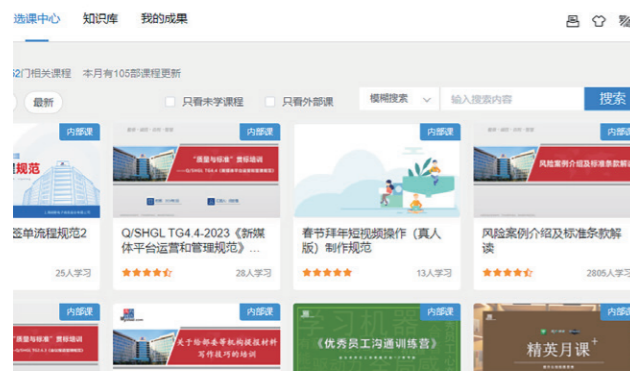 选课中心 知识库 我的成果
62门相关课程 本月有105部课程更新
最新 只看未学课程 只看外部课 模糊搜索 输入搜索内容 搜索
内部课 内部课 内部课 内部课
规范
"质量与标准"贯标培训
风险案例介绍及标准条款解读
签单流程规范2
25人学习
Q/SHGL TG4.4-2023《新媒
体平台运营和管理规范》...
28人学习
春节拜年短视频操作（真人
版）制作规范
13人学习
风险案例介绍及标准条款解
读
2805人学习
内部课 内部课 内部课 内部课
"质量与标准"贯标培训
关于给部委等机构提报材料
写作技巧的培训
学习机器
《优秀员工沟通训练营》
精英月课+